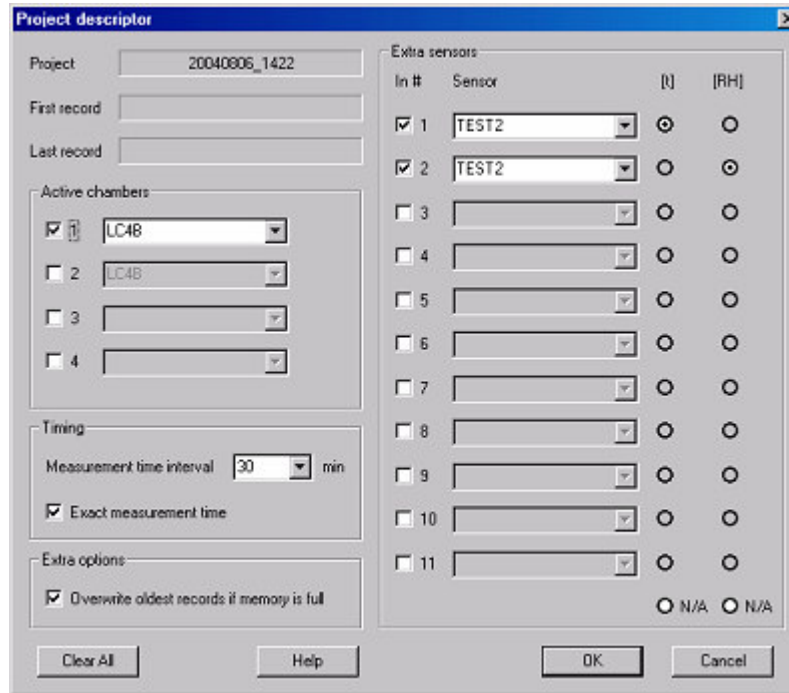 Project descriptor
Project 20040806_1422
First record
Last record
Active chambers
1 LC4B
2 LC4B
3
4
Timing
Measurement time interval 30 min
Exact measurement time
Extra options
Overwrite oldest records if memory is full
Extra sensors
In # Sensor [t] [RH]
1 TEST2
2 TEST2
3
4
5
6
7
8
9
10
11
N/A N/A
Clear All Help OK Cancel